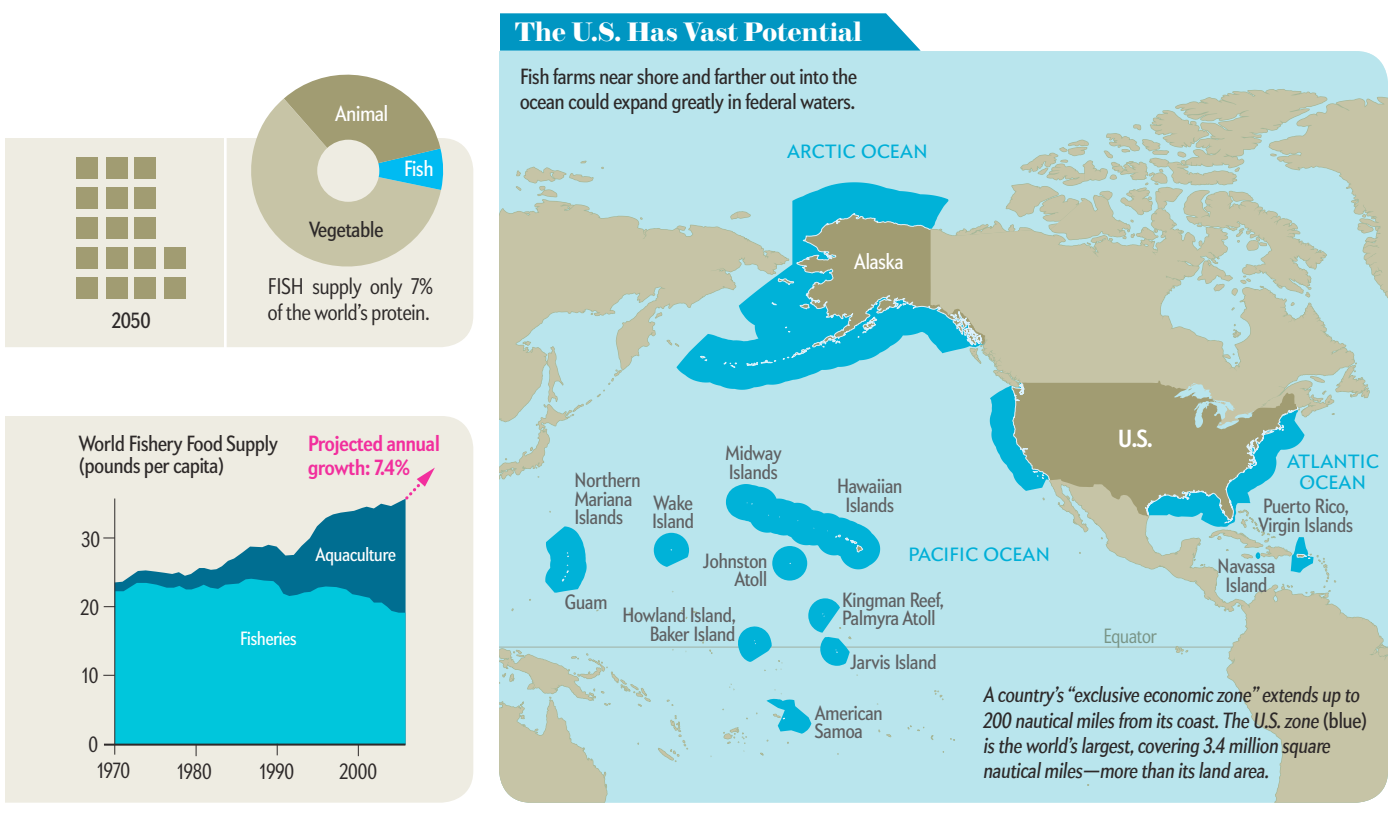 Animal
Fish
Vegetable
FISH supply only 7%
of the world's protein.
2050
World Fishery Food Supply
(pounds per capita)
Projected annual
growth: 7.4%
30
20
10
0
Aquaculture
Fisheries
1970
1980
1990
2000
The U.S. Has Vast Potential
Fish farms near shore and farther out into the
ocean could expand greatly in federal waters.
ARCTIC OCEAN
Alaska
U.S.
ATLANTIC
OCEAN
Puerto Rico,
Virgin Islands
Navassa
Island
Midway
Islands
Hawaiian
Islands
Northern
Mariana
Islands
Wake
Island
PACIFIC OCEAN
Johnston
Atoll
Guam
Howland Island,
Baker Island
Kingman Reef,
Palmyra Atoll
Equator
Jarvis Island
American
Samoa
A country's “exclusive economic zone” extends up to
200 nautical miles from its coast. The U.S. zone (blue)
is the world's largest, covering 3.4 million square
nautical miles—more than its land area.